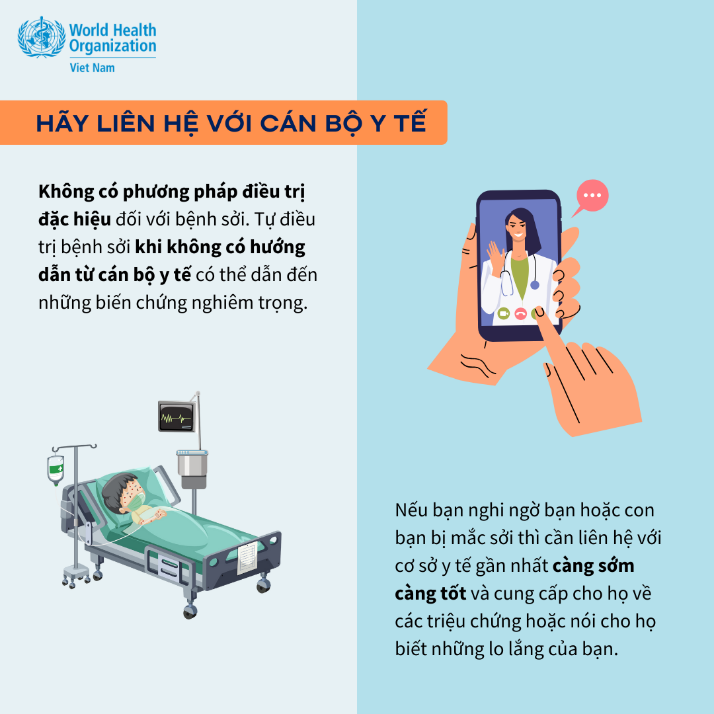 World Health
Organization
Viet Nam
HÃY LIÊN HỆ VỚI CÁN BỘ Y TẾ
Không có phương pháp điều trị
đặc hiệu đối với bệnh sởi. Tự điều
trị bệnh sởi khi không có hướng
dẫn từ cán bộ y tế có thể dẫn đến
những biến chứng nghiêm trọng.
Nếu bạn nghi ngờ bạn hoặc con
bạn bị mắc sởi thì cần liên hệ với
cơ sở y tế gần nhất càng sớm
càng tốt và cung cấp cho họ về
các triệu chứng hoặc nói cho họ
biết những lo lắng của bạn.